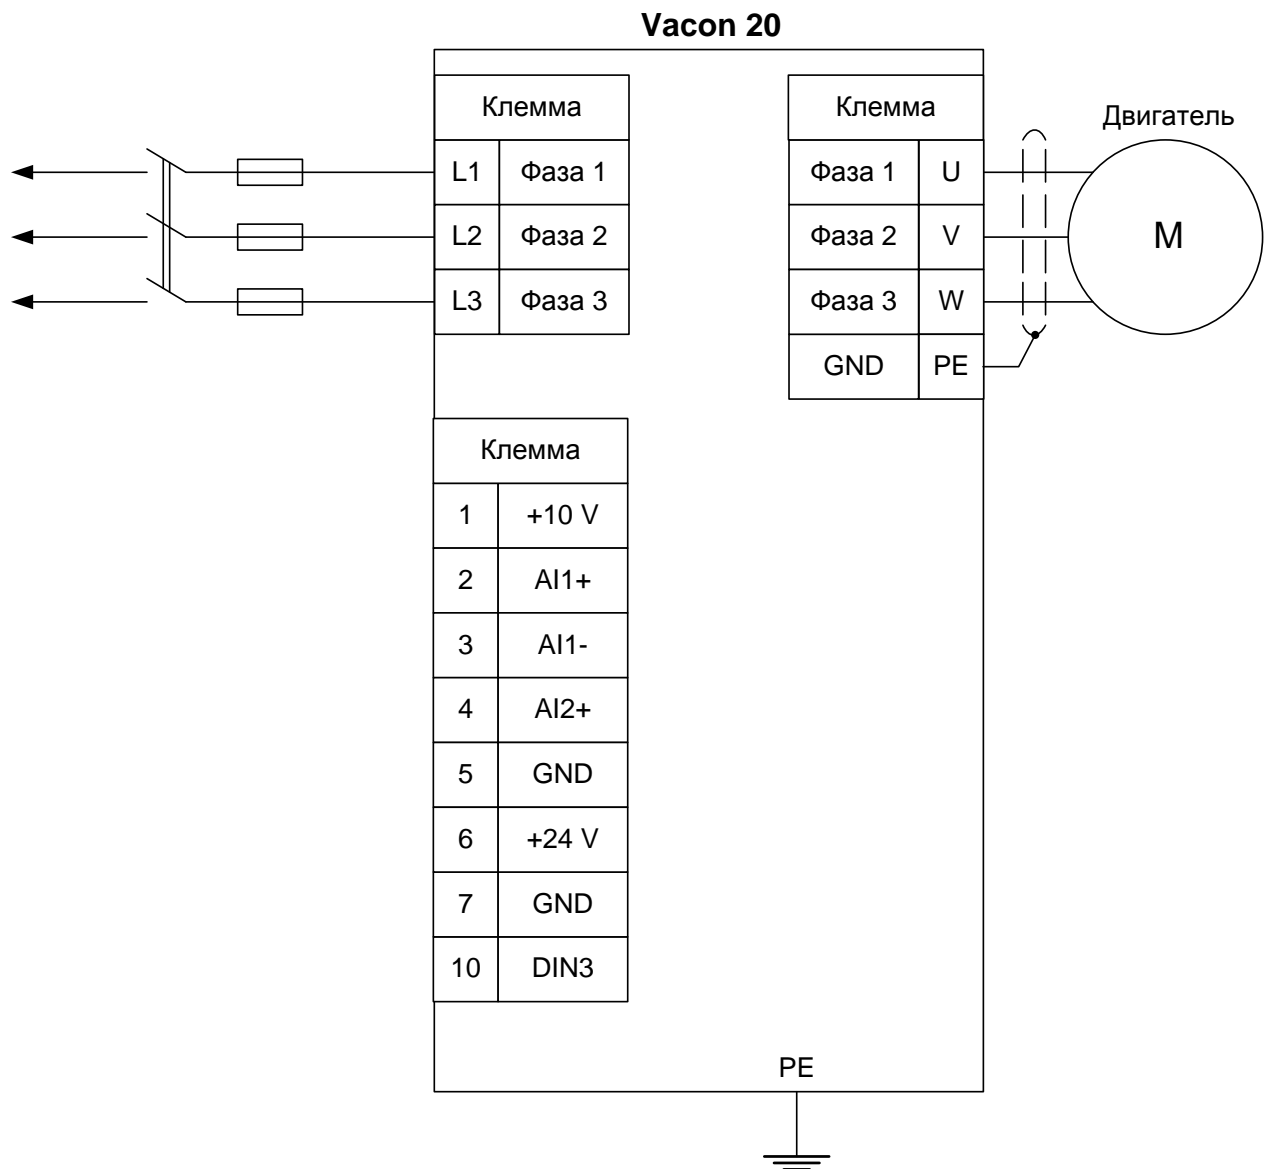 Vacon 20
Клемма
L1 Фаза 1
L2 Фаза 2
L3 Фаза 3
Клемма
Фаза 1 U
Фаза 2 V
Фаза 3 W
GND PE
Двигатель
M
Клемма
1 +10 V
2 AI1+
3 AI1-
4 AI2+
5 GND
6 +24 V
7 GND
10 DIN3
PE